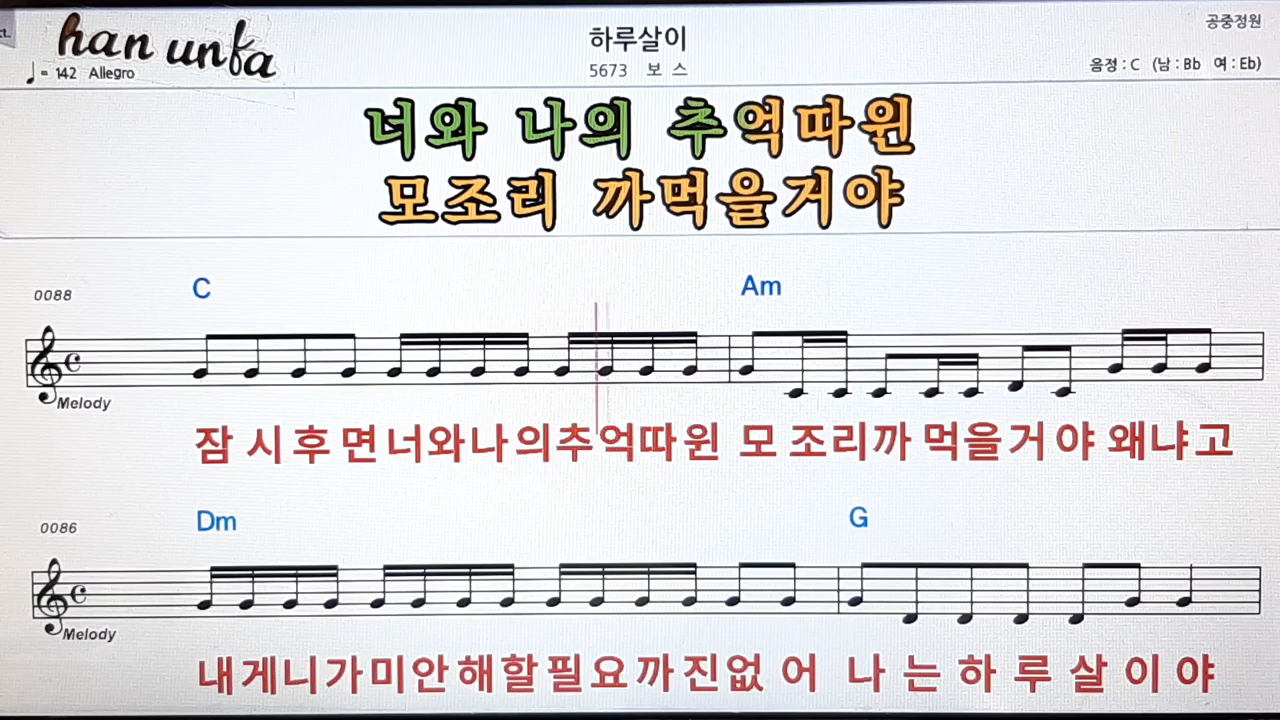 han unfa
♩= 142 Allegro
하루살이
5673 보 스
공중정원
음정 : C (남 : Bb 여 : Eb)
너와 나의 추억따윈
모조리 까먹을거야
0088
C Am
Melody
잠 시 후 면 너와나의추억따윈 모 조리까 먹을거 야 왜냐고
0086
Dm G
Melody
내게니가미안해할필요까진없 어 나 는 하 루 살 이 야